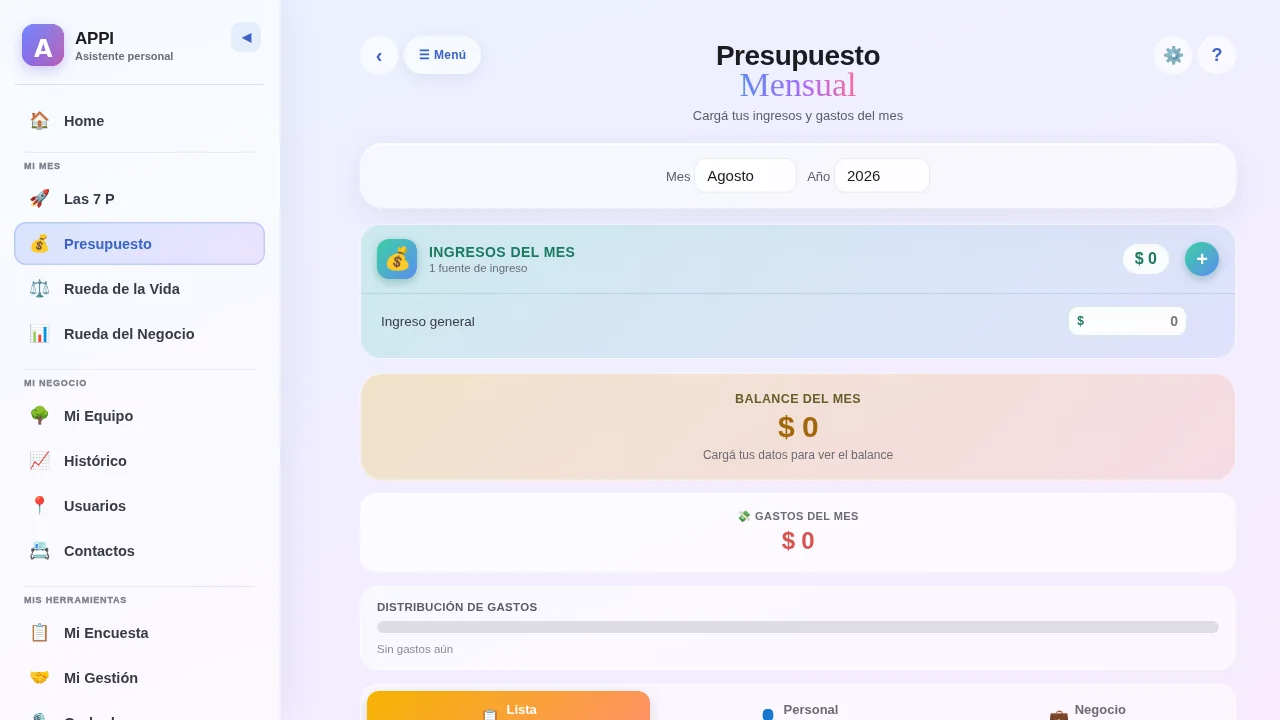 A
APPI
Asistente personal
◀
Home
MI MES
Las 7 P
Presupuesto
Rueda de la Vida
Rueda del Negocio
MI NEGOCIO
Mi Equipo
Histórico
Usuarios
Contactos
MIS HERRAMIENTAS
Mi Encuesta
Mi Gestión
‹
☰ Menú
Presupuesto
Mensual
Cargá tus ingresos y gastos del mes
?
Mes Agosto Año 2026
INGRESOS DEL MES
1 fuente de ingreso
$ 0
+
Ingreso general
$ 0
BALANCE DEL MES
$ 0
Cargá tus datos para ver el balance
GASTOS DEL MES
$ 0
DISTRIBUCIÓN DE GASTOS
Sin gastos aún
Lista
Personal
Negocio